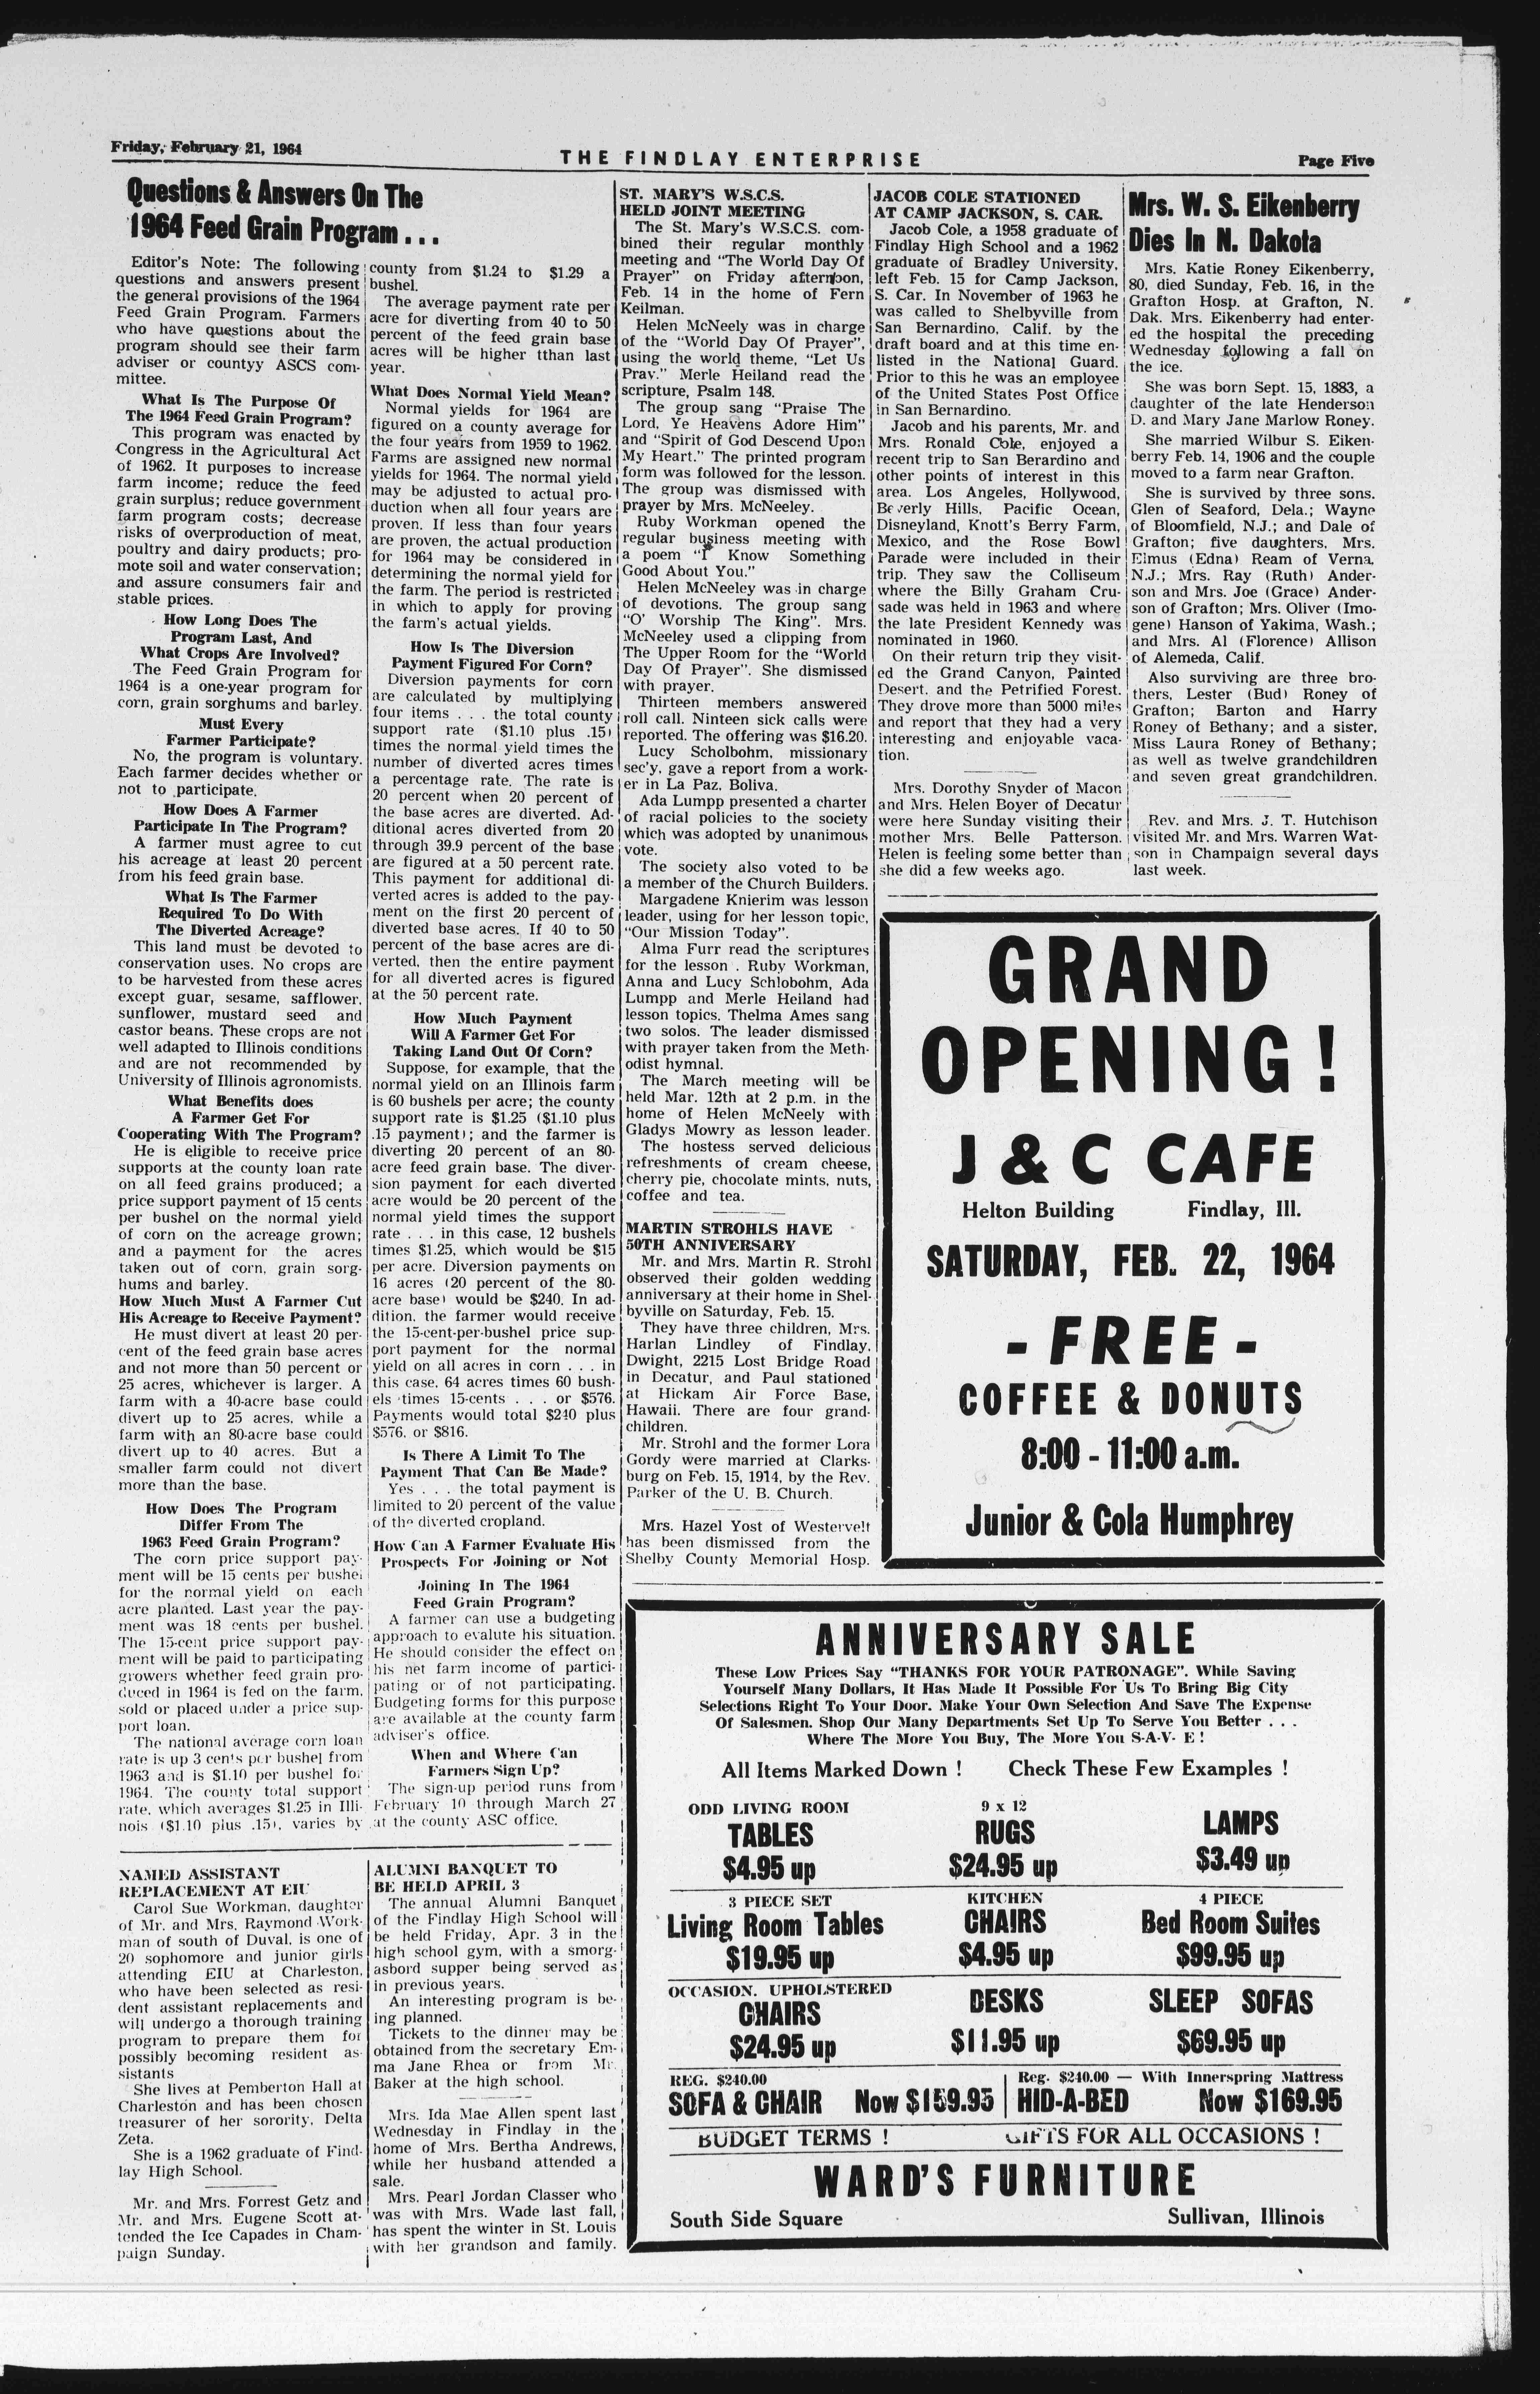 Friday, February 21, 1964
THE FINDLAY ENTERPRISE
Page Five
Questions & Answers On The
1964 Feed Grain Program . . .
Editor's Note: The following
questions and answers present
the general provisions of the 1964
Feed Grain Program. Farmers
who have questions about the
program should see their farm
adviser or countyy ASCS com-
mittee.
What Is The Purpose Of
The 1964 Feed Grain Program?
This program was enacted by
Congress in the Agricultural Act
of 1962. It purposes to increase
farm income; reduce the feed
grain surplus; reduce government
farm program costs; decrease
risks of overproduction of meat,
poultry and dairy products; pro-
mote soil and water conservation;
and assure consumers fair and
stable prices.
How Long Does The
Program Last, And
What Crops Are Involved?
The Feed Grain Program for
1964 is a one-year program for
corn, grain sorghums and barley.
Must Every
Farmer Participate?
No, the program is voluntary.
Each farmer decides whether or
not to participate.
How Does A Farmer
Participate In The Program?
A farmer must agree to cut
his acreage at least 20 percent
from his feed grain base.
What Is The Farmer
Required To Do With
The Diverted Acreage?
This land must be devoted to
conservation uses. No crops are
to be harvested from these acres
except guar, sesame, safflower,
sunflower, mustard seed and
castor beans. These crops are not
well adapted to Illinois conditions
and are not recommended by
University of Illinois agronomists.
What Benefits does
A Farmer Get For
Cooperating With The Program?
He is eligible to receive price
supports at the county loan rate
on all feed grains produced; a
price support payment of 15 cents
per bushel on the normal yield
of corn on the acreage grown;
and a payment for the acres
taken out of corn, grain sorg-
hums and barley.
How Much Must A Farmer Cut
His Acreage to Receive Payment?
He must divert at least 20 per-
cent of the feed grain base acres
and not more than 50 percent or
25 acres, whichever is larger. A
farm with a 40-acre base could
divert up to 25 acres, while a
farm with an 80-acre base could
divert up to 40 acres. But a
smaller farm could not divert
more than the base.
How Does The Program
Differ From The
1963 Feed Grain Program?
The corn price support pay-
ment will be 15 cents per bushel
for the normal yield on each
acre planted. Last year the pay-
ment was 18 cents per bushel.
The 15-cent price support pay-
ment will be paid to participating
growers whether feed grain pro-
duced in 1964 is fed on the farm,
sold or placed under a price sup-
port loan.
The national average corn loan
rate is up 3 cents per bushel from
1963 and is $1.10 per bushel for
1964. The county total support
rate, which averages $1.25 in Illi-
nois ($1.10 plus .15), varies by
county from $1.24 to $1.29 a
bushel.
The average payment rate per
acre for diverting from 40 to 50
percent of the feed grain base
acres will be higher tthan last
year.
What Does Normal Yield Mean?
Normal yields for 1964 are
figured on a county average for
the four years from 1959 to 1962.
Farms are assigned new normal
yields for 1964. The normal yield
may be adjusted to actual pro-
duction when all four years are
proven. If less than four years
are proven, the actual production
for 1964 may be considered in
determining the normal yield for
the farm. The period is restricted
in which to apply for proving
the farm's actual yields.
How Is The Diversion
Payment Figured For Corn?
Diversion payments for corn
are calculated by multiplying
four items . . . the total county
support rate ($1.10 plus .15)
times the normal yield times the
number of diverted acres times
a percentage rate. The rate is
20 percent when 20 percent of
the base acres are diverted. Ad-
ditional acres diverted from 20
through 39.9 percent of the base
are figured at a 50 percent rate.
This payment for additional di-
verted acres is added to the pay-
ment on the first 20 percent of
diverted base acres. If 40 to 50
percent of the base acres are di-
verted, then the entire payment
for all diverted acres is figured
at the 50 percent rate.
How Much Payment
Will A Farmer Get For
Taking Land Out Of Corn?
Suppose, for example, that the
normal yield on an Illinois farm
is 60 bushels per acre; the county
support rate is $1.25 ($1.10 plus
.15 payment); and the farmer is
diverting 20 percent of an 80-
acre feed grain base. The diver-
sion payment for each diverted
acre would be 20 percent of the
normal yield times the support
rate . . . in this case, 12 bushels
times $1.25, which would be $15
per acre. Diversion payments on
16 acres (20 percent of the 80-
acre base) would be $240. In ad-
dition, the farmer would receive
the 15-cent-per-bushel price sup-
port payment for the normal
yield on all acres in corn . . . in
this case, 64 acres times 60 bush-
els times 15-cents . . . or $576.
Payments would total $240 plus
$576, or $816.
Is There A Limit To The
Payment That Can Be Made?
Yes . . . the total payment is
limited to 20 percent of the value
of the diverted cropland.
How Can A Farmer Evaluate His
Prospects For Joining or Not
Joining In The 1964
Feed Grain Program?
A farmer can use a budgeting
approach to evalute his situation.
He should consider the effect on
his net farm income of partici-
pating or of not participating.
Budgeting forms for this purpose
are available at the county farm
adviser's office.
When and Where Can
Farmers Sign Up?
The sign-up period runs from
February 10 through March 27
at the county ASC office.
NAMED ASSISTANT
REPLACEMENT AT EIU
Carol Sue Workman, daughter
of Mr. and Mrs. Raymond Work-
man of south of Duval, is one of
20 sophomore and junior girls
attending EIU at Charleston,
who have been selected as resi-
dent assistant replacements and
will undergo a thorough training
program to prepare them for
possibly becoming resident as-
sistants
She lives at Pemberton Hall at
Charleston and has been chosen
treasurer of her sorority, Delta
Zeta.
She is a 1962 graduate of Find-
lay High School.
Mr. and Mrs. Forrest Getz and
Mr. and Mrs. Eugene Scott at-
tended the Ice Capades in Cham-
paign Sunday.
ALUMNI BANQUET TO
BE HELD APRIL 3
The annual Alumni Banquet
of the Findlay High School will
be held Friday, Apr. 3 in the
high school gym, with a smorg-
asbord supper being served as
in previous years.
An interesting program is be-
ing planned.
Tickets to the dinner may be
obtained from the secretary Em-
ma Jane Rhea or from Mr.
Baker at the high school.
Mrs. Ida Mae Allen spent last
Wednesday in Findlay in the
home of Mrs. Bertha Andrews,
while her husband attended a
sale.
Mrs. Pearl Jordan Classer who
was with Mrs. Wade last fall,
has spent the winter in St. Louis
with her grandson and family.
ST. MARY'S W.S.C.S.
HELD JOINT MEETING
The St. Mary's W.S.C.S. com-
bined their regular monthly
meeting and "The World Day Of
Prayer" on Friday afternoon,
Feb. 14 in the home of Fern
Keilman.
Helen McNeely was in charge
of the "World Day Of Prayer",
using the world theme, "Let Us
Pray." Merle Heiland read the
scripture, Psalm 148.
The group sang "Praise The
Lord, Ye Heavens Adore Him"
and "Spirit of God Descend Upon
My Heart." The printed program
form was followed for the lesson.
The group was dismissed with
prayer by Mrs. McNeeley.
Ruby Workman opened the
regular business meeting with
a poem "I Know Something
Good About You."
Helen McNeeley was in charge
of devotions. The group sang
"O' Worship The King". Mrs.
McNeeley used a clipping from
The Upper Room for the "World
Day Of Prayer". She dismissed
with prayer.
Thirteen members answered
roll call. Ninteen sick calls were
reported. The offering was $16.20.
Lucy Scholbohm, missionary
sec'y, gave a report from a work-
er in La Paz, Boliva.
Ada Lumpp presented a charter
of racial policies to the society
which was adopted by unanimous
vote.
The society also voted to be
a member of the Church Builders.
Margadene Knierim was lesson
leader, using for her lesson topic,
"Our Mission Today".
Alma Furr read the scriptures
for the lesson . Ruby Workman,
Anna and Lucy Schlobohm, Ada
Lumpp and Merle Heiland had
lesson topics. Thelma Ames sang
two solos. The leader dismissed
with prayer taken from the Meth-
odist hymnal.
The March meeting will be
held Mar. 12th at 2 p.m. in the
home of Helen McNeely with
Gladys Mowry as lesson leader.
The hostess served delicious
refreshments of cream cheese,
cherry pie, chocolate mints, nuts,
coffee and tea.
MARTIN STROHLS HAVE
50TH ANNIVERSARY
Mr. and Mrs. Martin R. Strohl
observed their golden wedding
anniversary at their home in Shel-
byville on Saturday, Feb. 15.
They have three children, Mrs.
Harlan Lindley of Findlay,
Dwight, 2215 Lost Bridge Road
in Decatur, and Paul stationed
at Hickam Air Force Base,
Hawaii. There are four grand-
children.
Mr. Strohl and the former Lora
Gordy were married at Clarks-
burg on Feb. 15, 1914, by the Rev.
Parker of the U. B. Church.
Mrs. Hazel Yost of Westervelt
has been dismissed from the
Shelby County Memorial Hosp.
JACOB COLE STATIONED
AT CAMP JACKSON, S. CAR.
Jacob Cole, a 1958 graduate of
Findlay High School and a 1962
graduate of Bradley University,
left Feb. 15 for Camp Jackson,
S. Car. In November of 1963 he
was called to Shelbyville from
San Bernardino, Calif. by the
draft board and at this time en-
listed in the National Guard.
Prior to this he was an employee
of the United States Post Office
in San Bernardino.
Jacob and his parents, Mr. and
Mrs. Ronald Cole, enjoyed a
recent trip to San Berardino and
other points of interest in this
area. Los Angeles, Hollywood,
Beverly Hills, Pacific Ocean,
Disneyland, Knott's Berry Farm,
Mexico, and the Rose Bowl
Parade were included in their
trip. They saw the Colliseum
where the Billy Graham Cru-
sade was held in 1963 and where
the late President Kennedy was
nominated in 1960.
On their return trip they visit-
ed the Grand Canyon, Painted
Desert, and the Petrified Forest.
They drove more than 5000 miles
and report that they had a very
interesting and enjoyable vaca-
tion.
Mrs. Dorothy Snyder of Macon
and Mrs. Helen Boyer of Decatur
were here Sunday visiting their
mother Mrs. Belle Patterson.
Helen is feeling some better than
she did a few weeks ago.
Mrs. W. S. Eikenberry
Dies In N. Dakota
Mrs. Katie Roney Eikenberry,
80, died Sunday, Feb. 16, in the
Grafton Hosp. at Grafton, N.
Dak. Mrs. Eikenberry had enter-
ed the hospital the preceding
Wednesday following a fall on
the ice.
She was born Sept. 15, 1883, a
daughter of the late Henderson
D. and Mary Jane Marlow Roney.
She married Wilbur S. Eiken-
berry Feb. 14, 1906 and the couple
moved to a farm near Grafton.
She is survived by three sons.
Glen of Seaford, Dela.; Wayne
of Bloomfield, N.J.; and Dale of
Grafton; five daughters, Mrs.
Elmus (Edna) Ream of Verna,
N.J.; Mrs. Ray (Ruth) Ander-
son and Mrs. Joe (Grace) Ander-
son of Grafton; Mrs. Oliver (Imo-
gene) Hanson of Yakima, Wash.;
and Mrs. Al (Florence) Allison
of Alemeda, Calif.
Also surviving are three bro-
thers, Lester (Bud) Roney of
Grafton; Barton and Harry
Roney of Bethany; and a sister,
Miss Laura Roney of Bethany;
as well as twelve grandchildren
and seven great grandchildren.
Rev. and Mrs. J. T. Hutchison
visited Mr. and Mrs. Warren Wat-
son in Champaign several days
last week.
GRAND
OPENING !
J & C CAFE
Helton Building Findlay, Ill.
SATURDAY, FEB. 22, 1964
- FREE -
COFFEE & DONUTS
8:00 - 11:00 a.m.
Junior & Cola Humphrey
ANNIVERSARY SALE
These Low Prices Say "THANKS FOR YOUR PATRONAGE". While Saving
Yourself Many Dollars, It Has Made It Possible For Us To Bring Big City
Selections Right To Your Door. Make Your Own Selection And Save The Expense
Of Salesmen. Shop Our Many Departments Set Up To Serve You Better . . .
Where The More You Buy, The More You S-A-V- E !
All Items Marked Down ! Check These Few Examples !
ODD LIVING ROOM
TABLES
$4.95 up
9 x 12
RUGS
$24.95 up
LAMPS
$3.49 up
3 PIECE SET
Living Room Tables
$19.95 up
KITCHEN
CHAIRS
$4.95 up
4 PIECE
Bed Room Suites
$99.95 up
OCCASION. UPHOLSTERED
CHAIRS
$24.95 up
DESKS
$11.95 up
SLEEP SOFAS
$69.95 up
REG. $240.00
SOFA & CHAIR Now $159.95
Reg. $240.00 — With Innerspring Mattress
HID-A-BED Now $169.95
BUDGET TERMS ! GIFTS FOR ALL OCCASIONS !
WARD'S FURNITURE
South Side Square Sullivan, Illinois